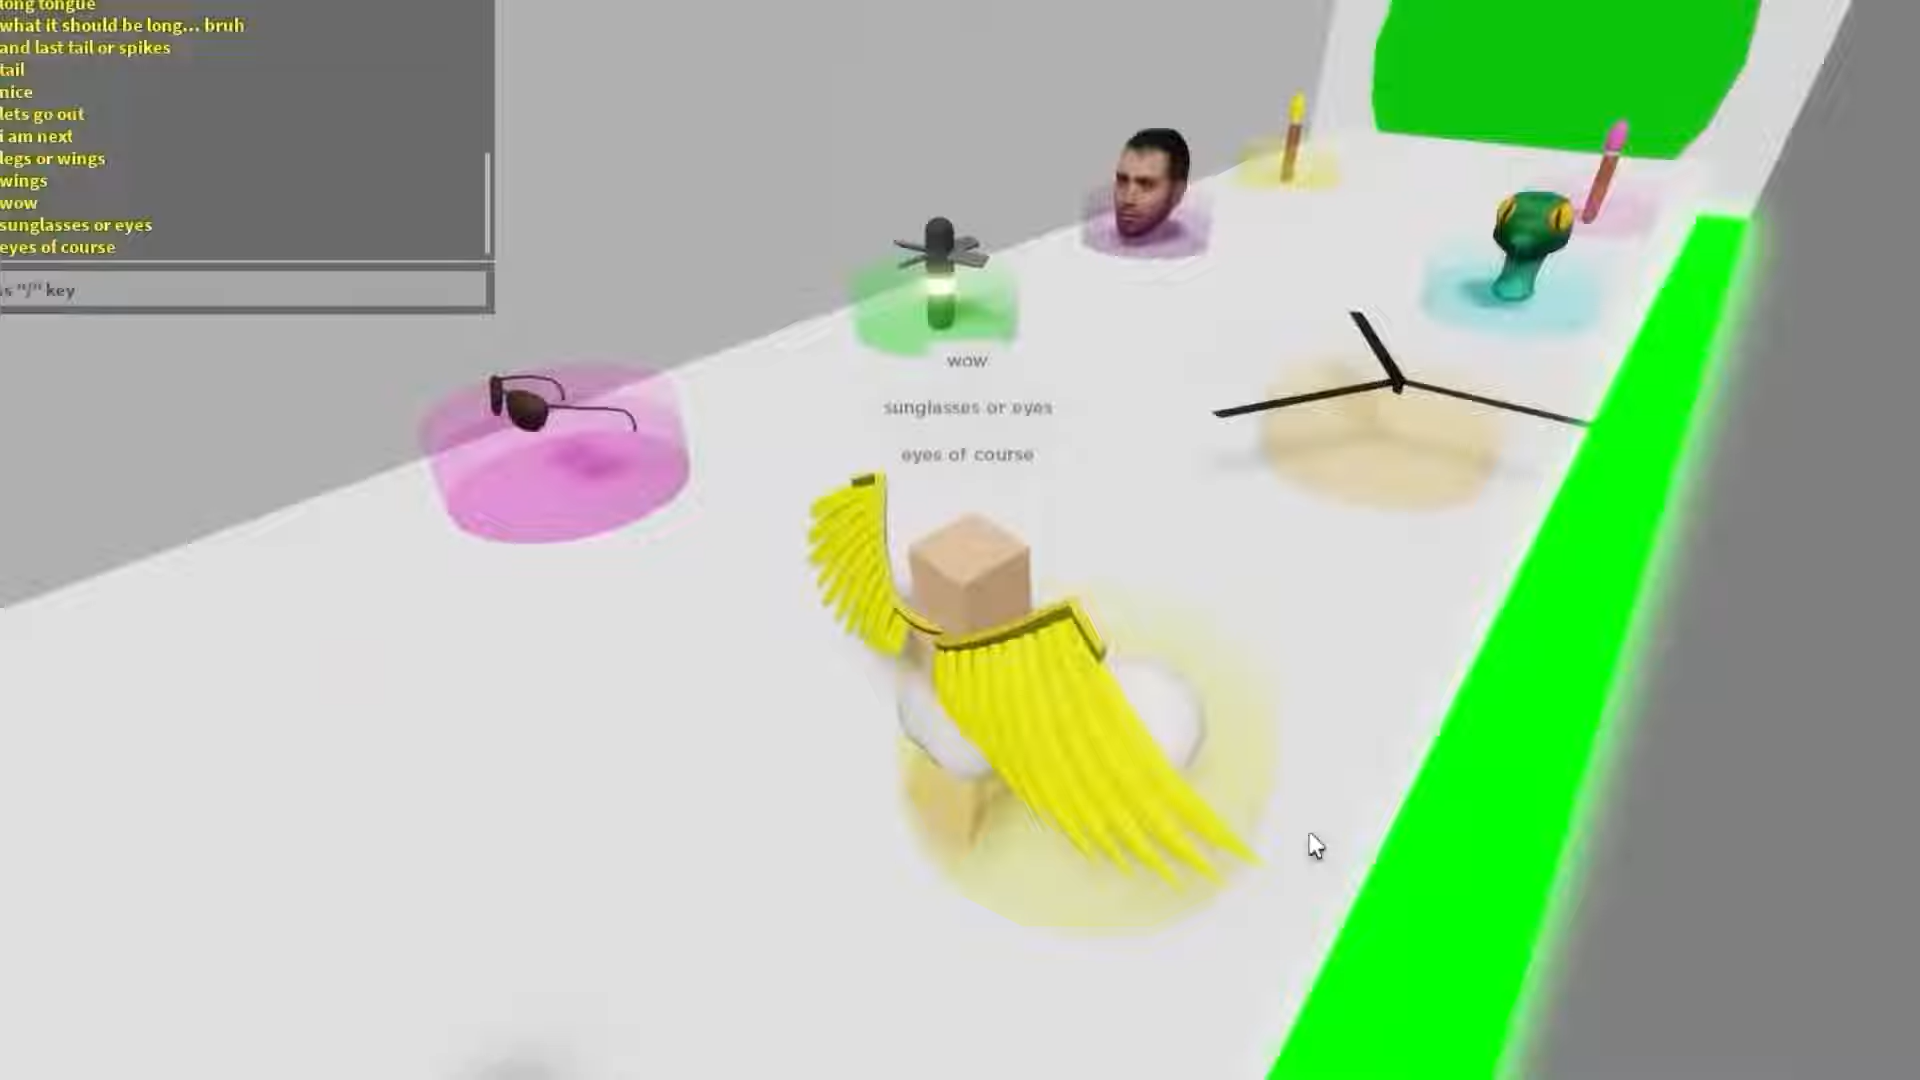 long tongue
what it should be long... bruh
and last tail or spikes
tail
nice
lets go out
i am next
legs or wings
wings
wow
sunglasses or eyes
eyes of course
s "/" key
wow
sunglasses or eyes
eyes of course